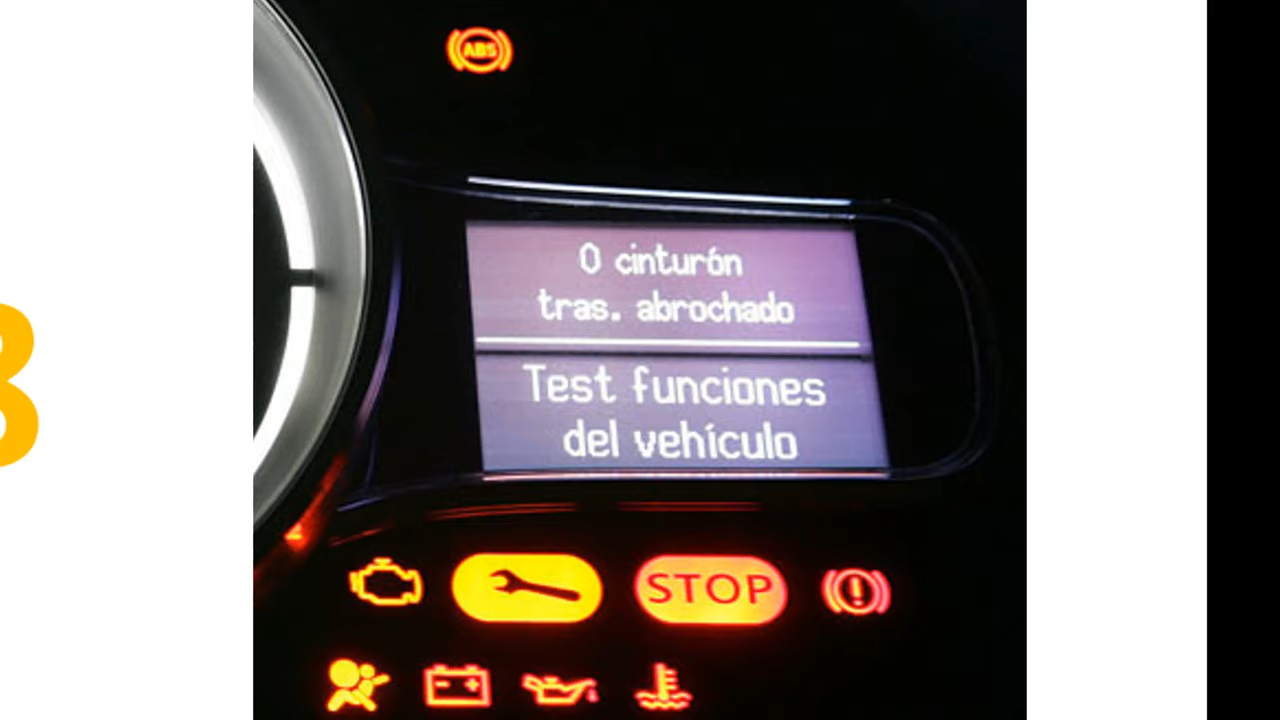 ABS
0 cinturón
tras. abrochado
Test funciones
del vehículo
STOP